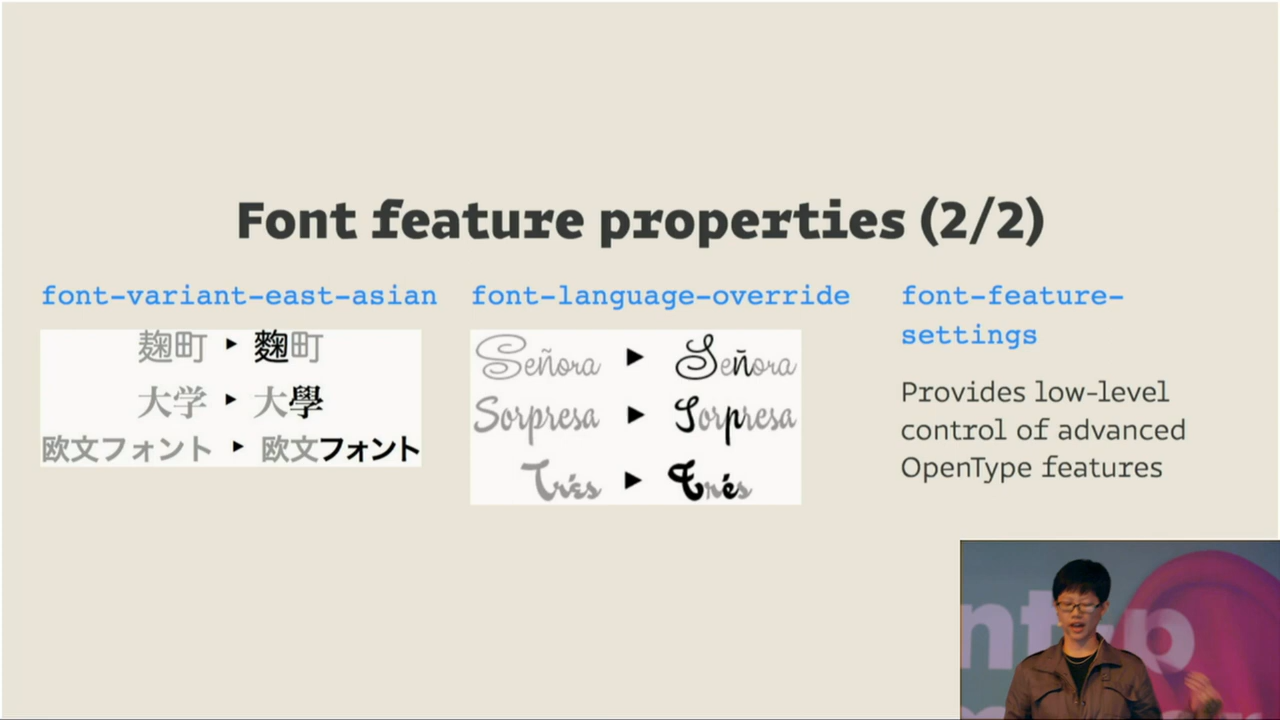 Font feature properties (2/2)
font-variant-east-asian
麹町 ▸ 麴町
大学 ▸ 大學
欧文フォント ▸ 欧文フォント
font-language-override
Señora ▸ Señora
Sorpresa ▸ Sorpresa
Trés ▸ Trés
font-feature-
settings
Provides low-level
control of advanced
OpenType features